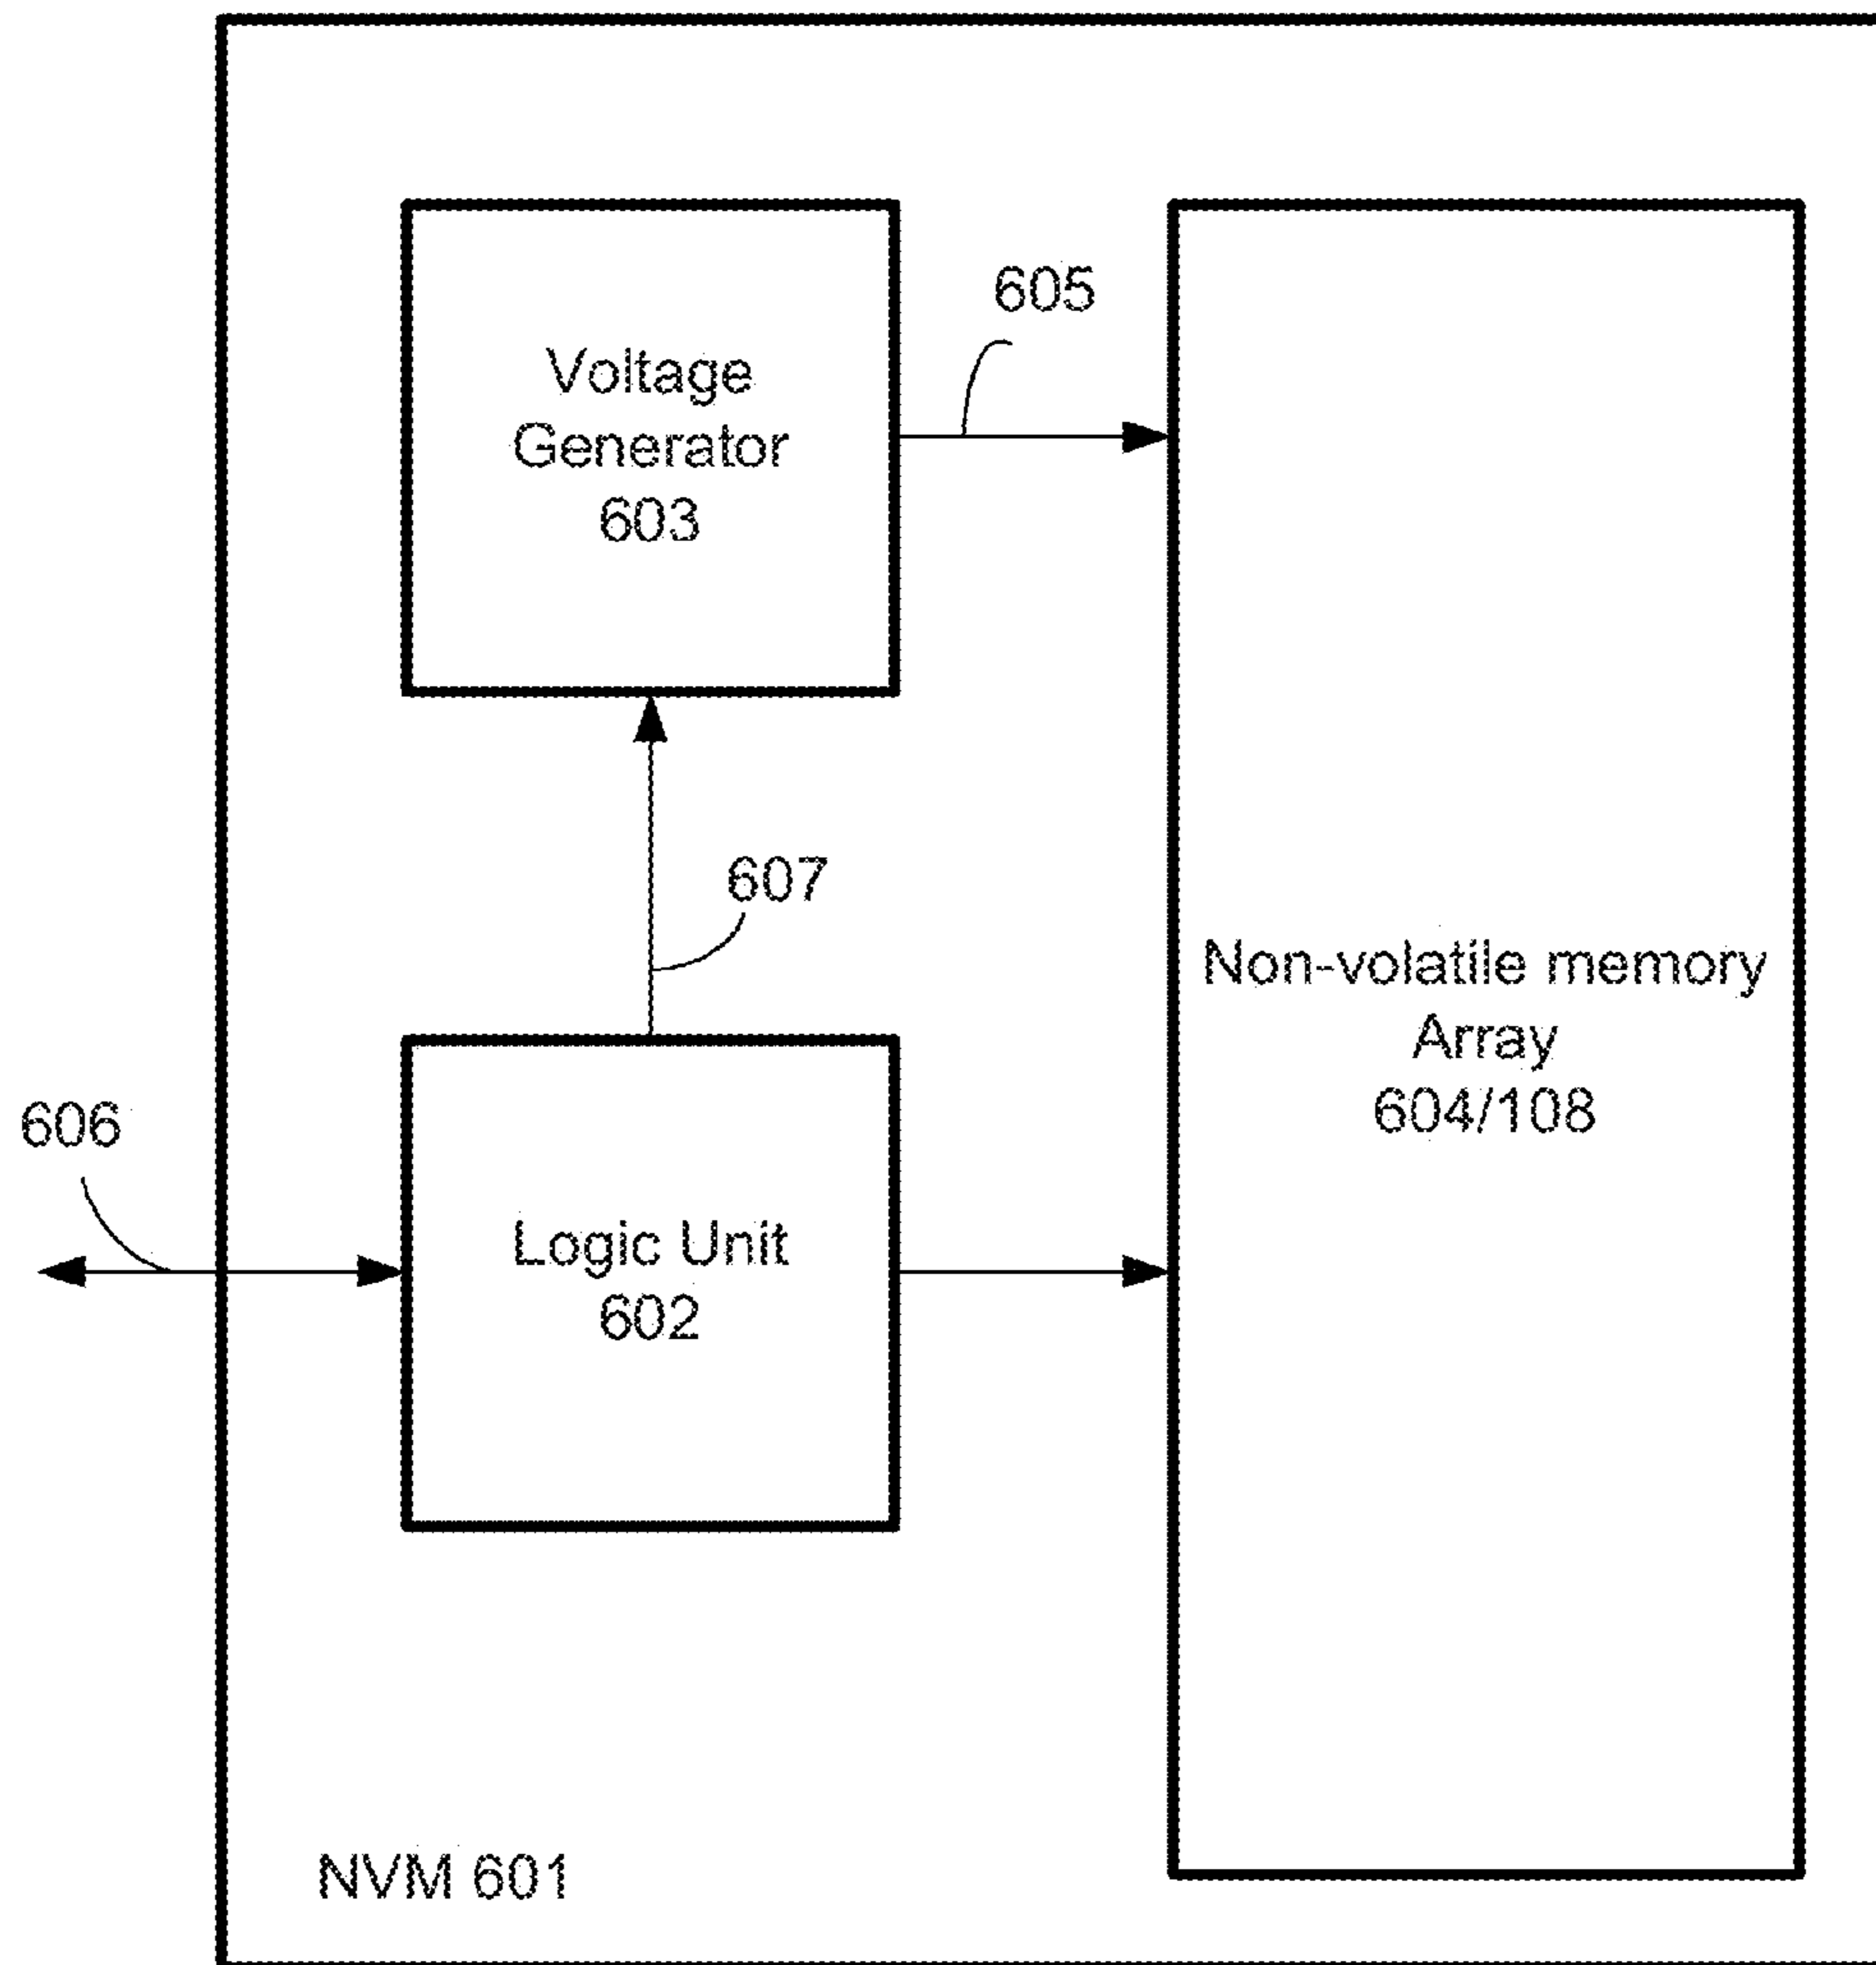 605
Voltage
Generator
603
607
Non-volatile memory
Array
604/108
606
Logic Unit
602
NVM 601